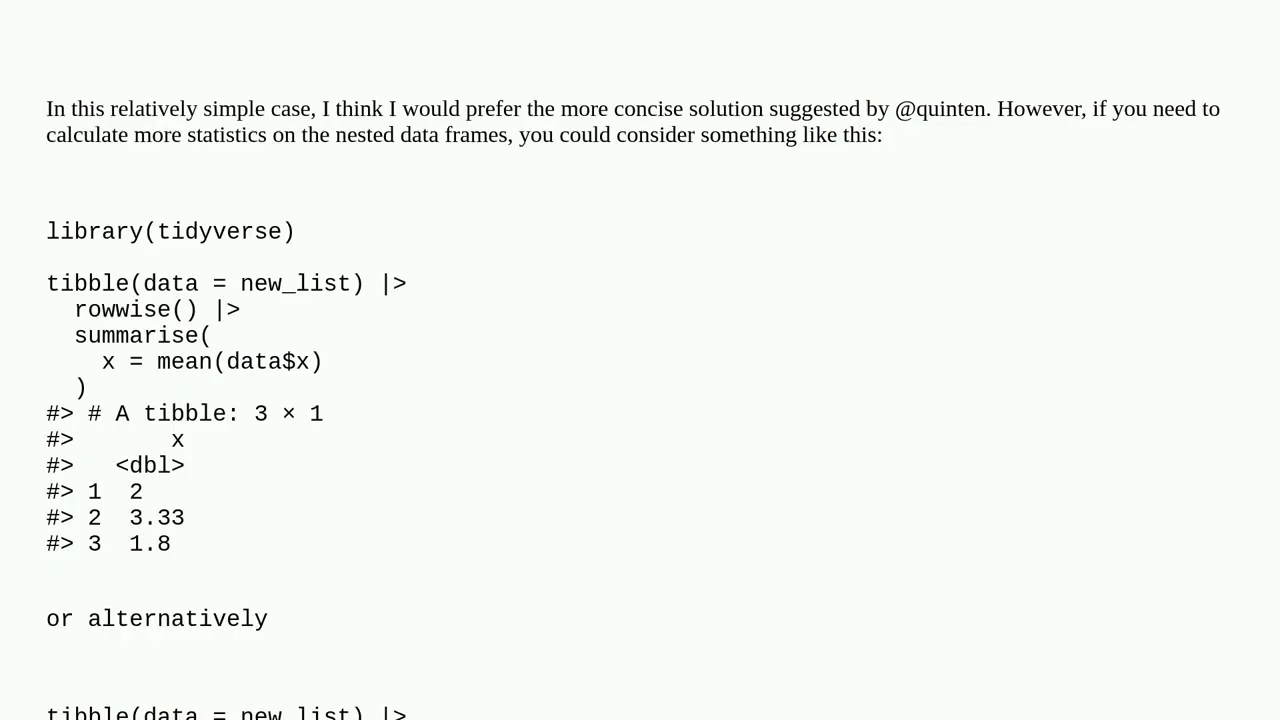 In this relatively simple case, I think I would prefer the more concise solution suggested by @quinten. However, if you need to
calculate more statistics on the nested data frames, you could consider something like this:
library(tidyverse)
tibble(data = new_list) |>
  rowwise() |>
  summarise(
    x = mean(data$x)
  )
#> # A tibble: 3 × 1
#>       x
#>   <dbl>
#> 1  2
#> 2  3.33
#> 3  1.8
or alternatively
tibble(data = new_list) |>